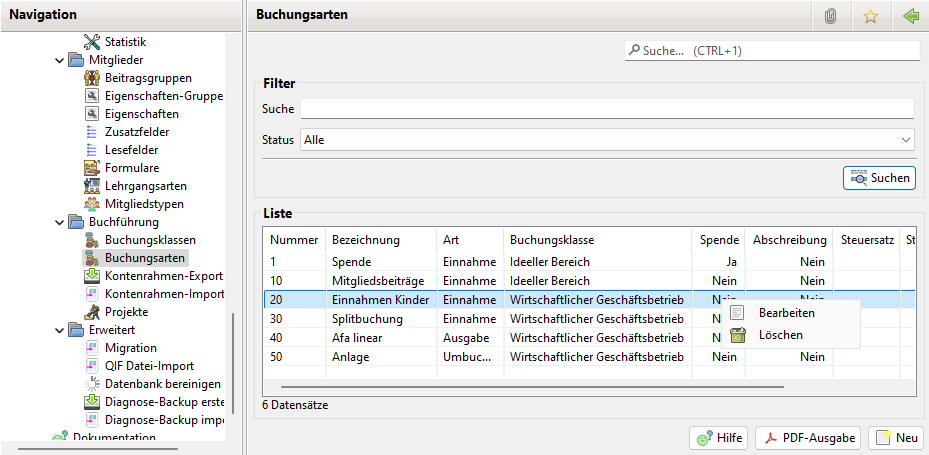 Navigation
Statistik
Mitglieder
Beitragsgruppen
Eigenschaften-Gruppe
Eigenschaften
Zusatzfelder
Lesefelder
Formulare
Lehrgangsarten
Mitgliedstypen
Buchführung
Buchungsklassen
Buchungsarten
Kontenrahmen-Export
Kontenrahmen-Import
Projekte
Erweitert
Migration
QIF Datei-Import
Datenbank bereinigen
Diagnose-Backup erste
Diagnose-Backup impo
Dokumentation
Buchungsarten
Suche... (CTRL+1)
Filter
Suche
Status Alle
Suchen
Liste
Nummer Bezeichnung Art Buchungsklasse Spende Abschreibung Steuersatz St
1 Spende Einnahme Ideeller Bereich Ja Nein
10 Mitgliedsbeiträge Einnahme Ideeller Bereich Nein Nein
20 Einnahmen Kinder Einnahme Wirtschaftlicher Geschäftsbetrieb Nein Nein
30 Splitbuchung Einnahme Wirtschaftlicher Geschäftsbetrieb
40 Afa linear Ausgabe Wirtschaftlicher Geschäftsbetrieb
50 Anlage Umbuc... Wirtschaftlicher Geschäftsbetrieb Nein Nein
Bearbeiten
Löschen
6 Datensätze
Hilfe
PDF-Ausgabe
Neu